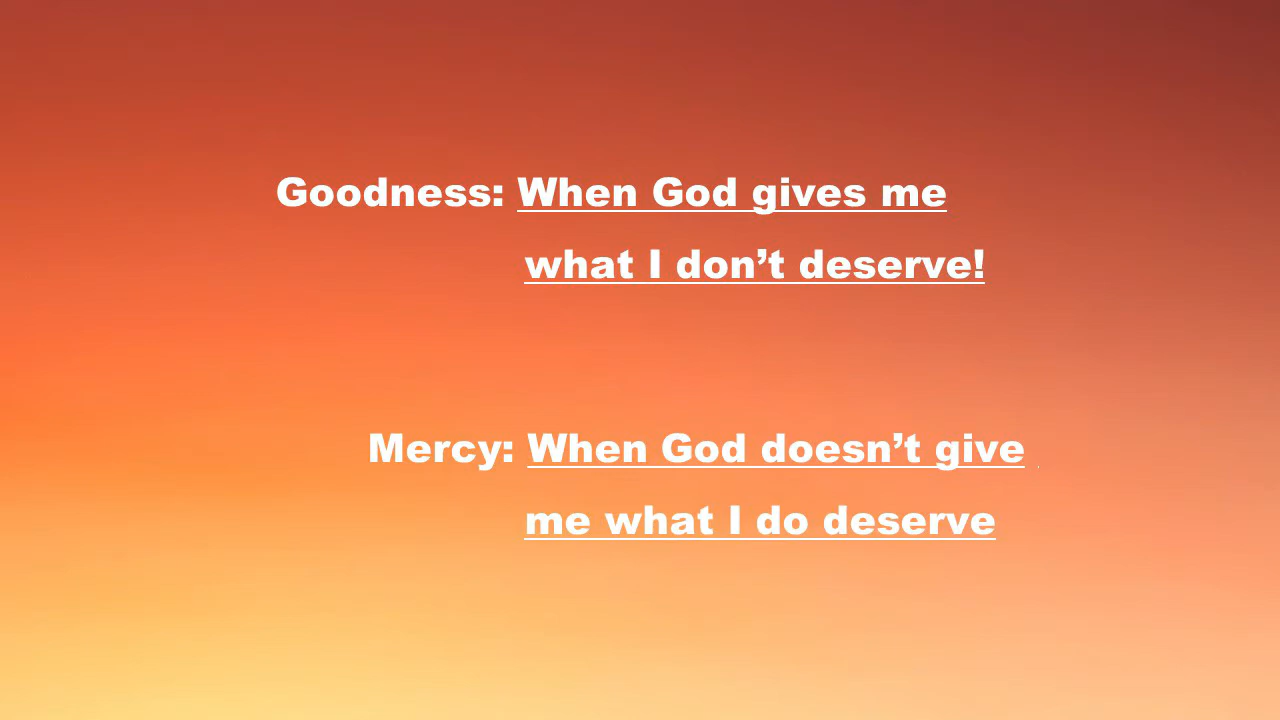 Goodness: When God gives me
what I don’t deserve!
Mercy: When God doesn’t give
me what I do deserve